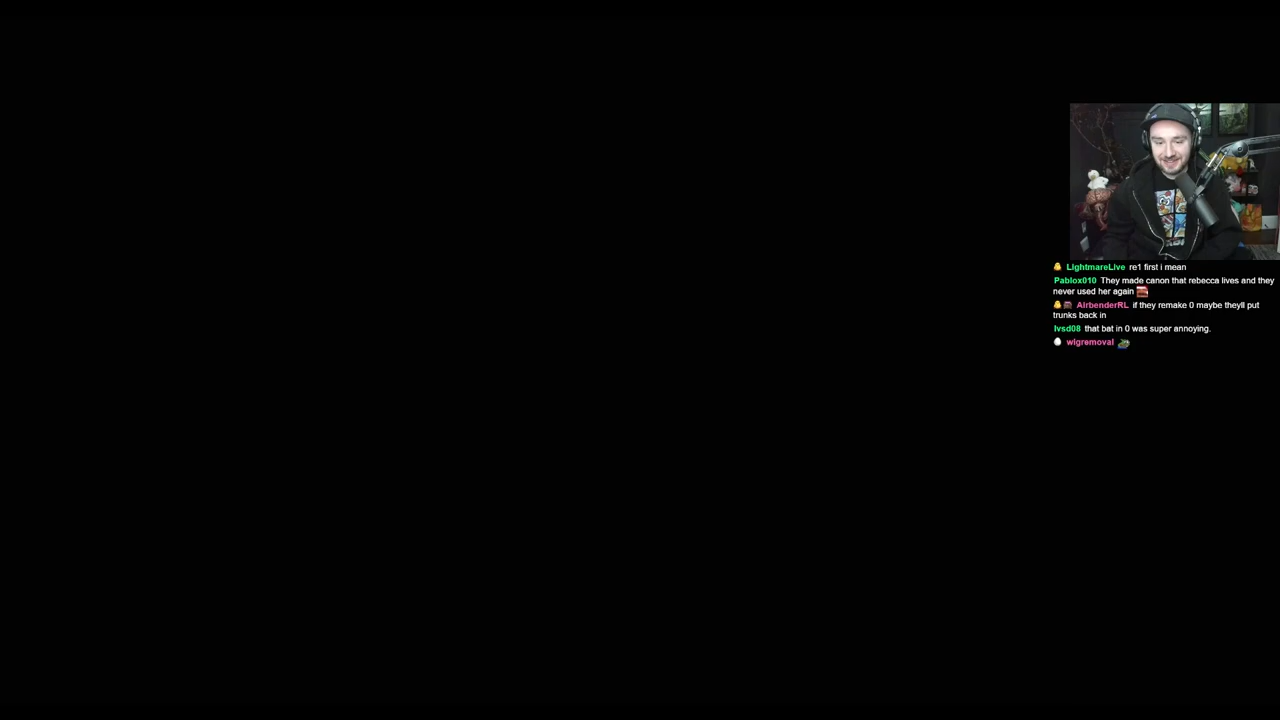 LightmareLive re1 first i mean
Pablox010 They made canon that rebecca lives and they
never used her again
AirbenderRL if they remake 0 maybe theyll put
trunks back in
lvsd08 that bat in 0 was super annoying.
wigremoval